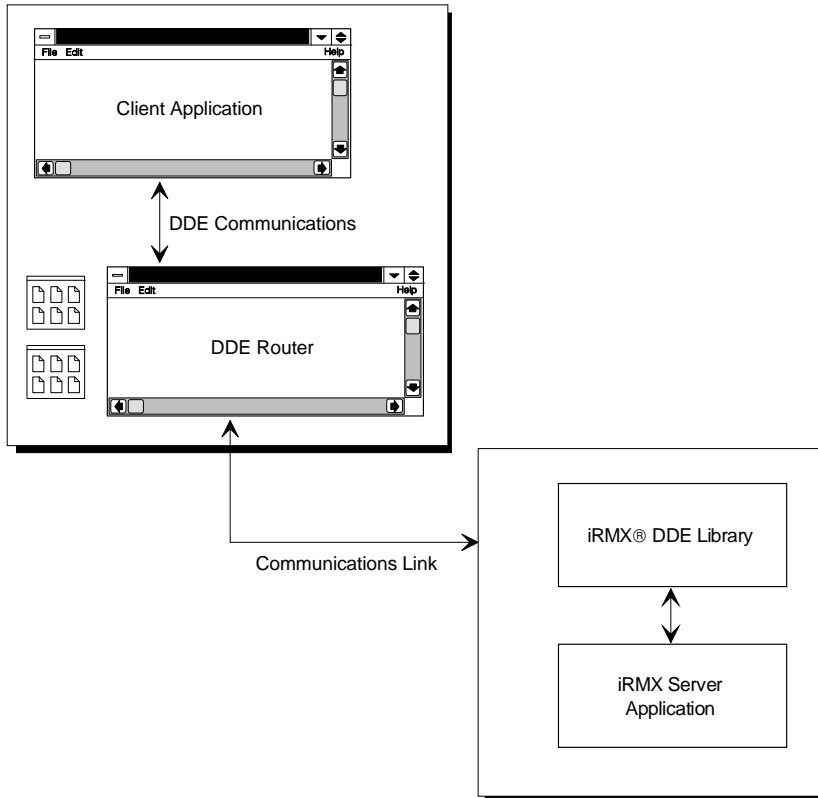 File Edit Help
Client Application
DDE Communications
File Edit Help
DDE Router
Communications Link
iRMX® DDE Library
iRMX Server
Application